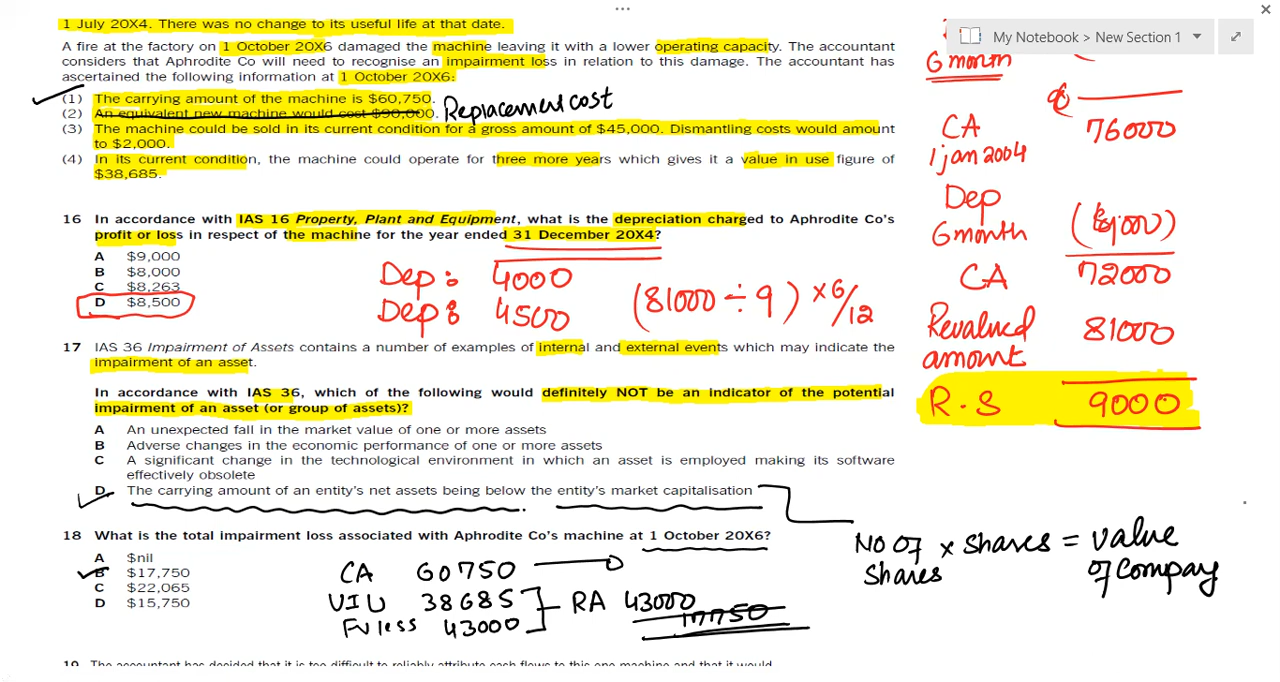 1 July 20X4. There was no change to its useful life at that date.
A fire at the factory on 1 October 20X6 damaged the machine leaving it with a lower operating capacity. The accountant
considers that Aphrodite Co will need to recognise an impairment loss in relation to this damage. The accountant has
ascertained the following information at 1 October 20X6:
(1) The carrying amount of the machine is $60,750.
(2) An equivalent new machine would cost $90,000. Replacement cost
(3) The machine could be sold in its current condition for a gross amount of $45,000. Dismantling costs would amount
to $2,000.
(4) In its current condition, the machine could operate for three more years which gives it a value in use figure of
$38,685.
16 In accordance with IAS 16 Property, Plant and Equipment, what is the depreciation charged to Aphrodite Co's
profit or loss in respect of the machine for the year ended 31 December 20X4?
A $9,000
B $8,000
C $8,263
D $8,500
Dep: 4000
Dep: 4500 (81000 ÷ 9) × 6/12
17 IAS 36 Impairment of Assets contains a number of examples of internal and external events which may indicate the
impairment of an asset.
In accordance with IAS 36, which of the following would definitely NOT be an indicator of the potential
impairment of an asset (or group of assets)?
A An unexpected fall in the market value of one or more assets
B Adverse changes in the economic performance of one or more assets
C A significant change in the technological environment in which an asset is employed making its software
effectively obsolete
D. The carrying amount of an entity's net assets being below the entity's market capitalisation
18 What is the total impairment loss associated with Aphrodite Co's machine at 1 October 20X6?
A $nil
B $17,750
C $22,065
D $15,750
CA 60750
VIU 38685 RA 43000
FV less 43000 17750
No of shares × shares = value of company
My Notebook > New Section 1
6 month
CA 76000
1 jan 2004
Dep
6 month
CA 72000
Revalued 81000
amount
R.S 9000